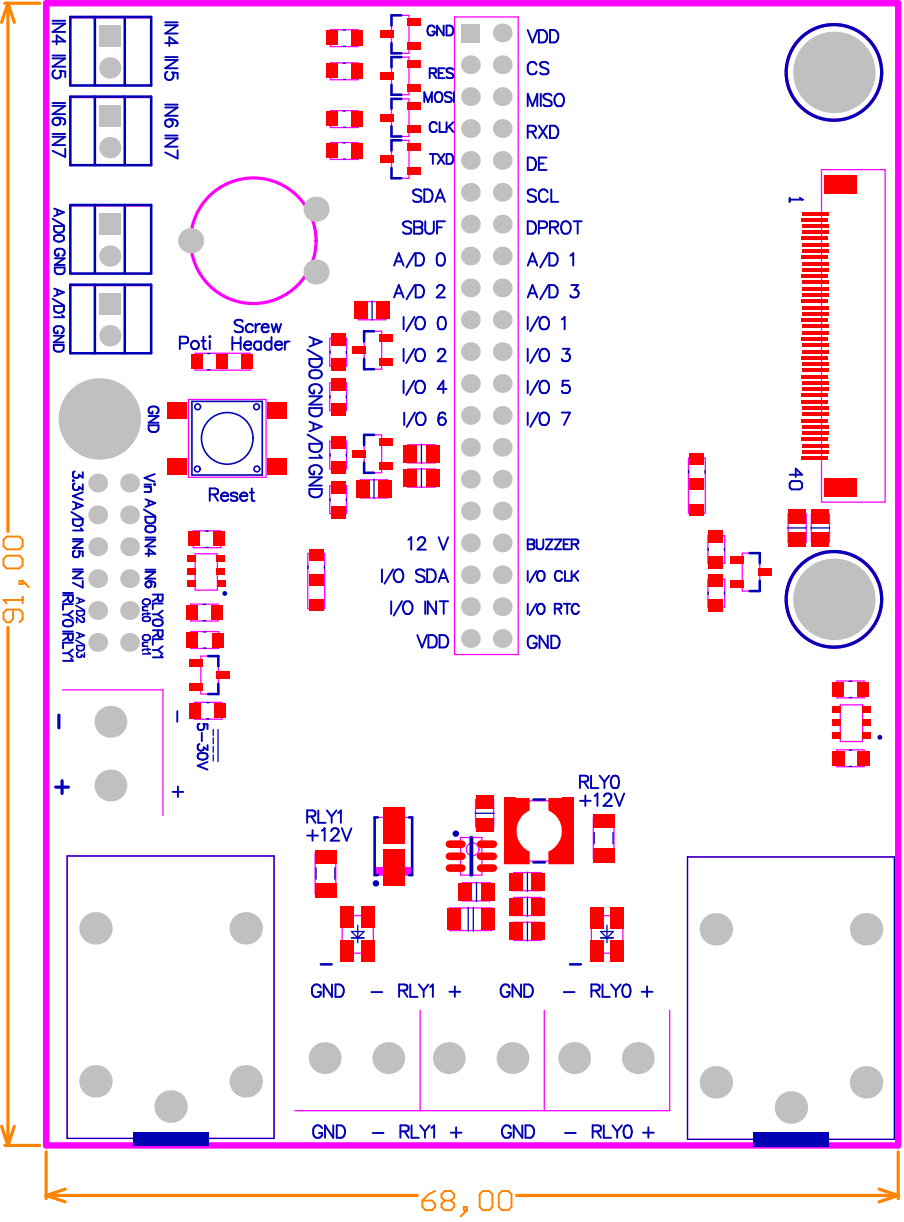 IN4 IN5
IN4 IN5
IN6 IN7
IN6 IN7
A/D0 GND
A/D1 GND
GND VDD
CS
RES
MOSI MISO
CLK RXD
TXD DE
SDA SCL
SBUF DPROT
A/D 0 A/D 1
A/D 2 A/D 3
I/O 0 I/O 1
I/O 2 I/O 3
I/O 4 I/O 5
I/O 6 I/O 7
12 V BUZZER
I/O SDA I/O CLK
I/O INT I/O RTC
VDD GND
1
40
Poti
Screw
Header
A/D0 GND A/D1 GND
GND
Reset
3.3V A/D1 IN5 IN7 A/D2 A/D3
Vin A/D0 IN4 IN6 Out0 Out1
RLY0 RLY1
RLY0 RLY1
- -
5-30V
+ +
RLY1
+12V
RLY0
+12V
- -
GND - RLY1 + GND - RLY0 +
GND - RLY1 + GND - RLY0 +
91,00
68,00